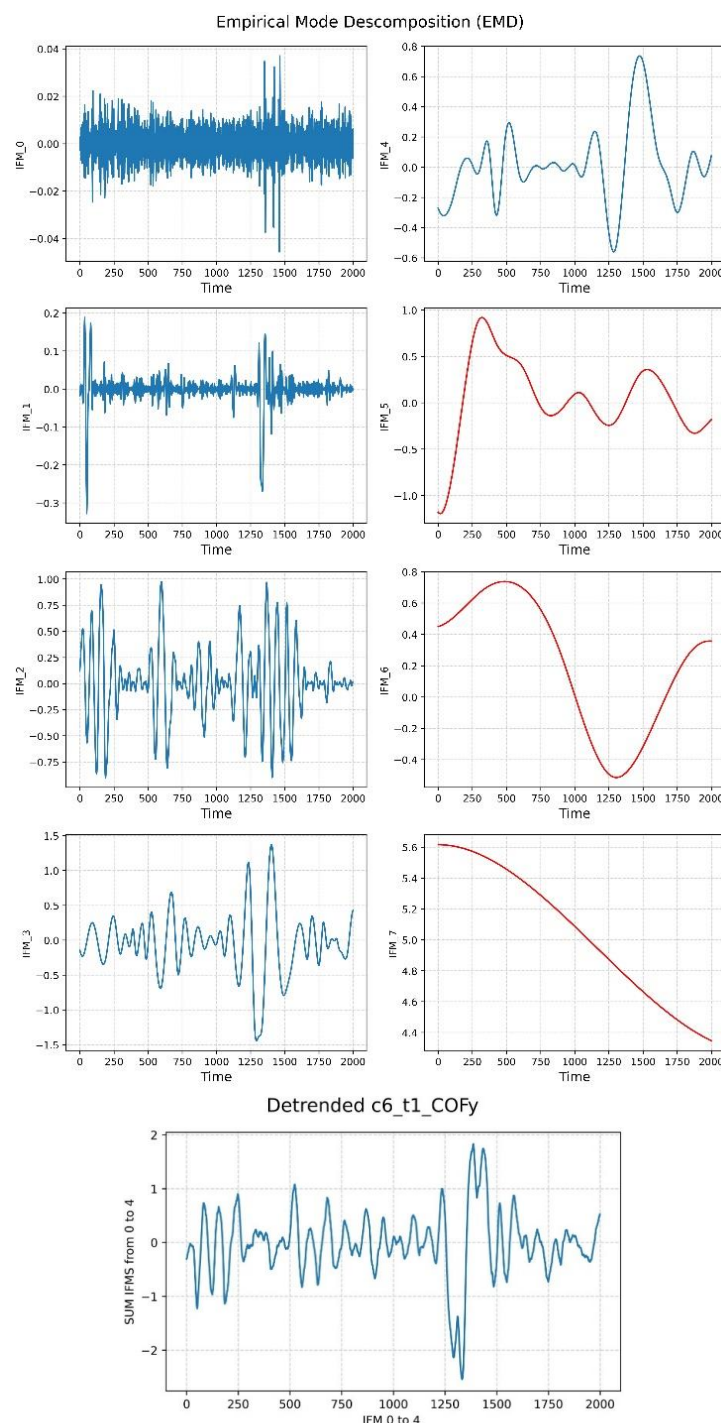 Empirical Mode Descomposition (EMD)
0.04
0.02
0.00
−0.02
−0.04
IFM_0
0 250 500 750 1000 1250 1500 1750 2000
Time
0.8
0.6
0.4
0.2
0.0
−0.2
−0.4
−0.6
IFM_4
0 250 500 750 1000 1250 1500 1750 2000
Time
0.2
0.1
0.0
−0.1
−0.2
−0.3
IFM_1
0 250 500 750 1000 1250 1500 1750 2000
Time
1.0
0.5
0.0
−0.5
−1.0
IFM_5
0 250 500 750 1000 1250 1500 1750 2000
Time
1.00
0.75
0.50
0.25
0.00
−0.25
−0.50
−0.75
IFM_2
0 250 500 750 1000 1250 1500 1750 2000
Time
0.8
0.6
0.4
0.2
0.0
−0.2
−0.4
IFM_6
0 250 500 750 1000 1250 1500 1750 2000
Time
1.5
1.0
0.5
0.0
−0.5
−1.0
−1.5
IFM_3
0 250 500 750 1000 1250 1500 1750 2000
Time
5.6
5.4
5.2
5.0
4.8
4.6
4.4
IFM_7
0 250 500 750 1000 1250 1500 1750 2000
Time
Detrended c6_t1_COFy
2
1
0
−1
−2
SUM IFMS from 0 to 4
0 250 500 750 1000 1250 1500 1750 2000
IFM 0 to 4